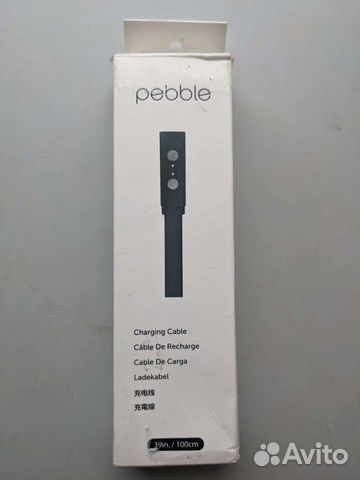 pebble
Charging Cable
Câble De Recharge
Cable De Carga
Ladekabel
充电线
充電線
39in. / 100cm
Avito